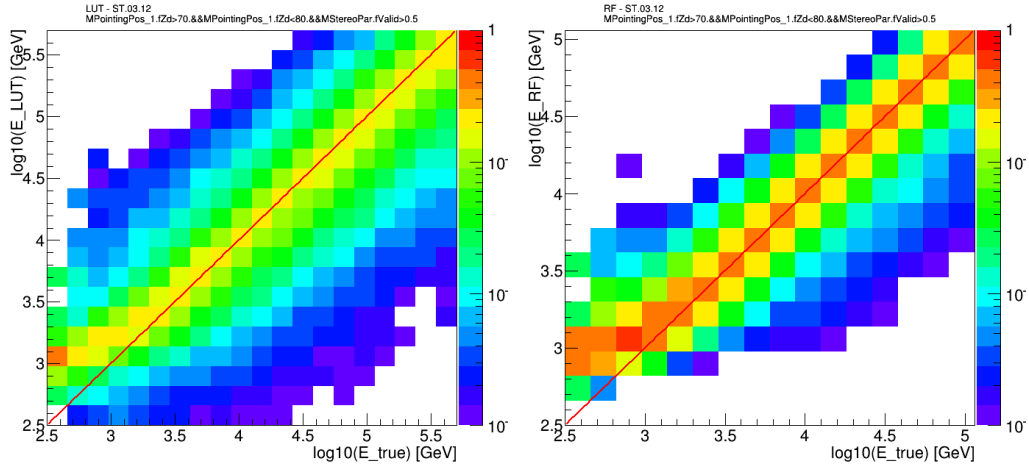 LUT - ST.03.12
MPointingPos_1.fZd>70.&&MPointingPos_1.fZd<80.&&MStereoPar.fValid>0.5
log10(E_LUT) [GeV]
5.5
5
4.5
4
3.5
3
2.5
2.5 3 3.5 4 4.5 5 5.5
log10(E_true) [GeV]
1
10-
10-
10-
RF - ST.03.12
MPointingPos_1.fZd>70.&&MPointingPos_1.fZd<80.&&MStereoPar.fValid>0.5
log10(E_RF) [GeV]
5
4.5
4
3.5
3
2.5
2.5 3 3.5 4 4.5 5
log10(E_true) [GeV]
1
10-
10-
10-